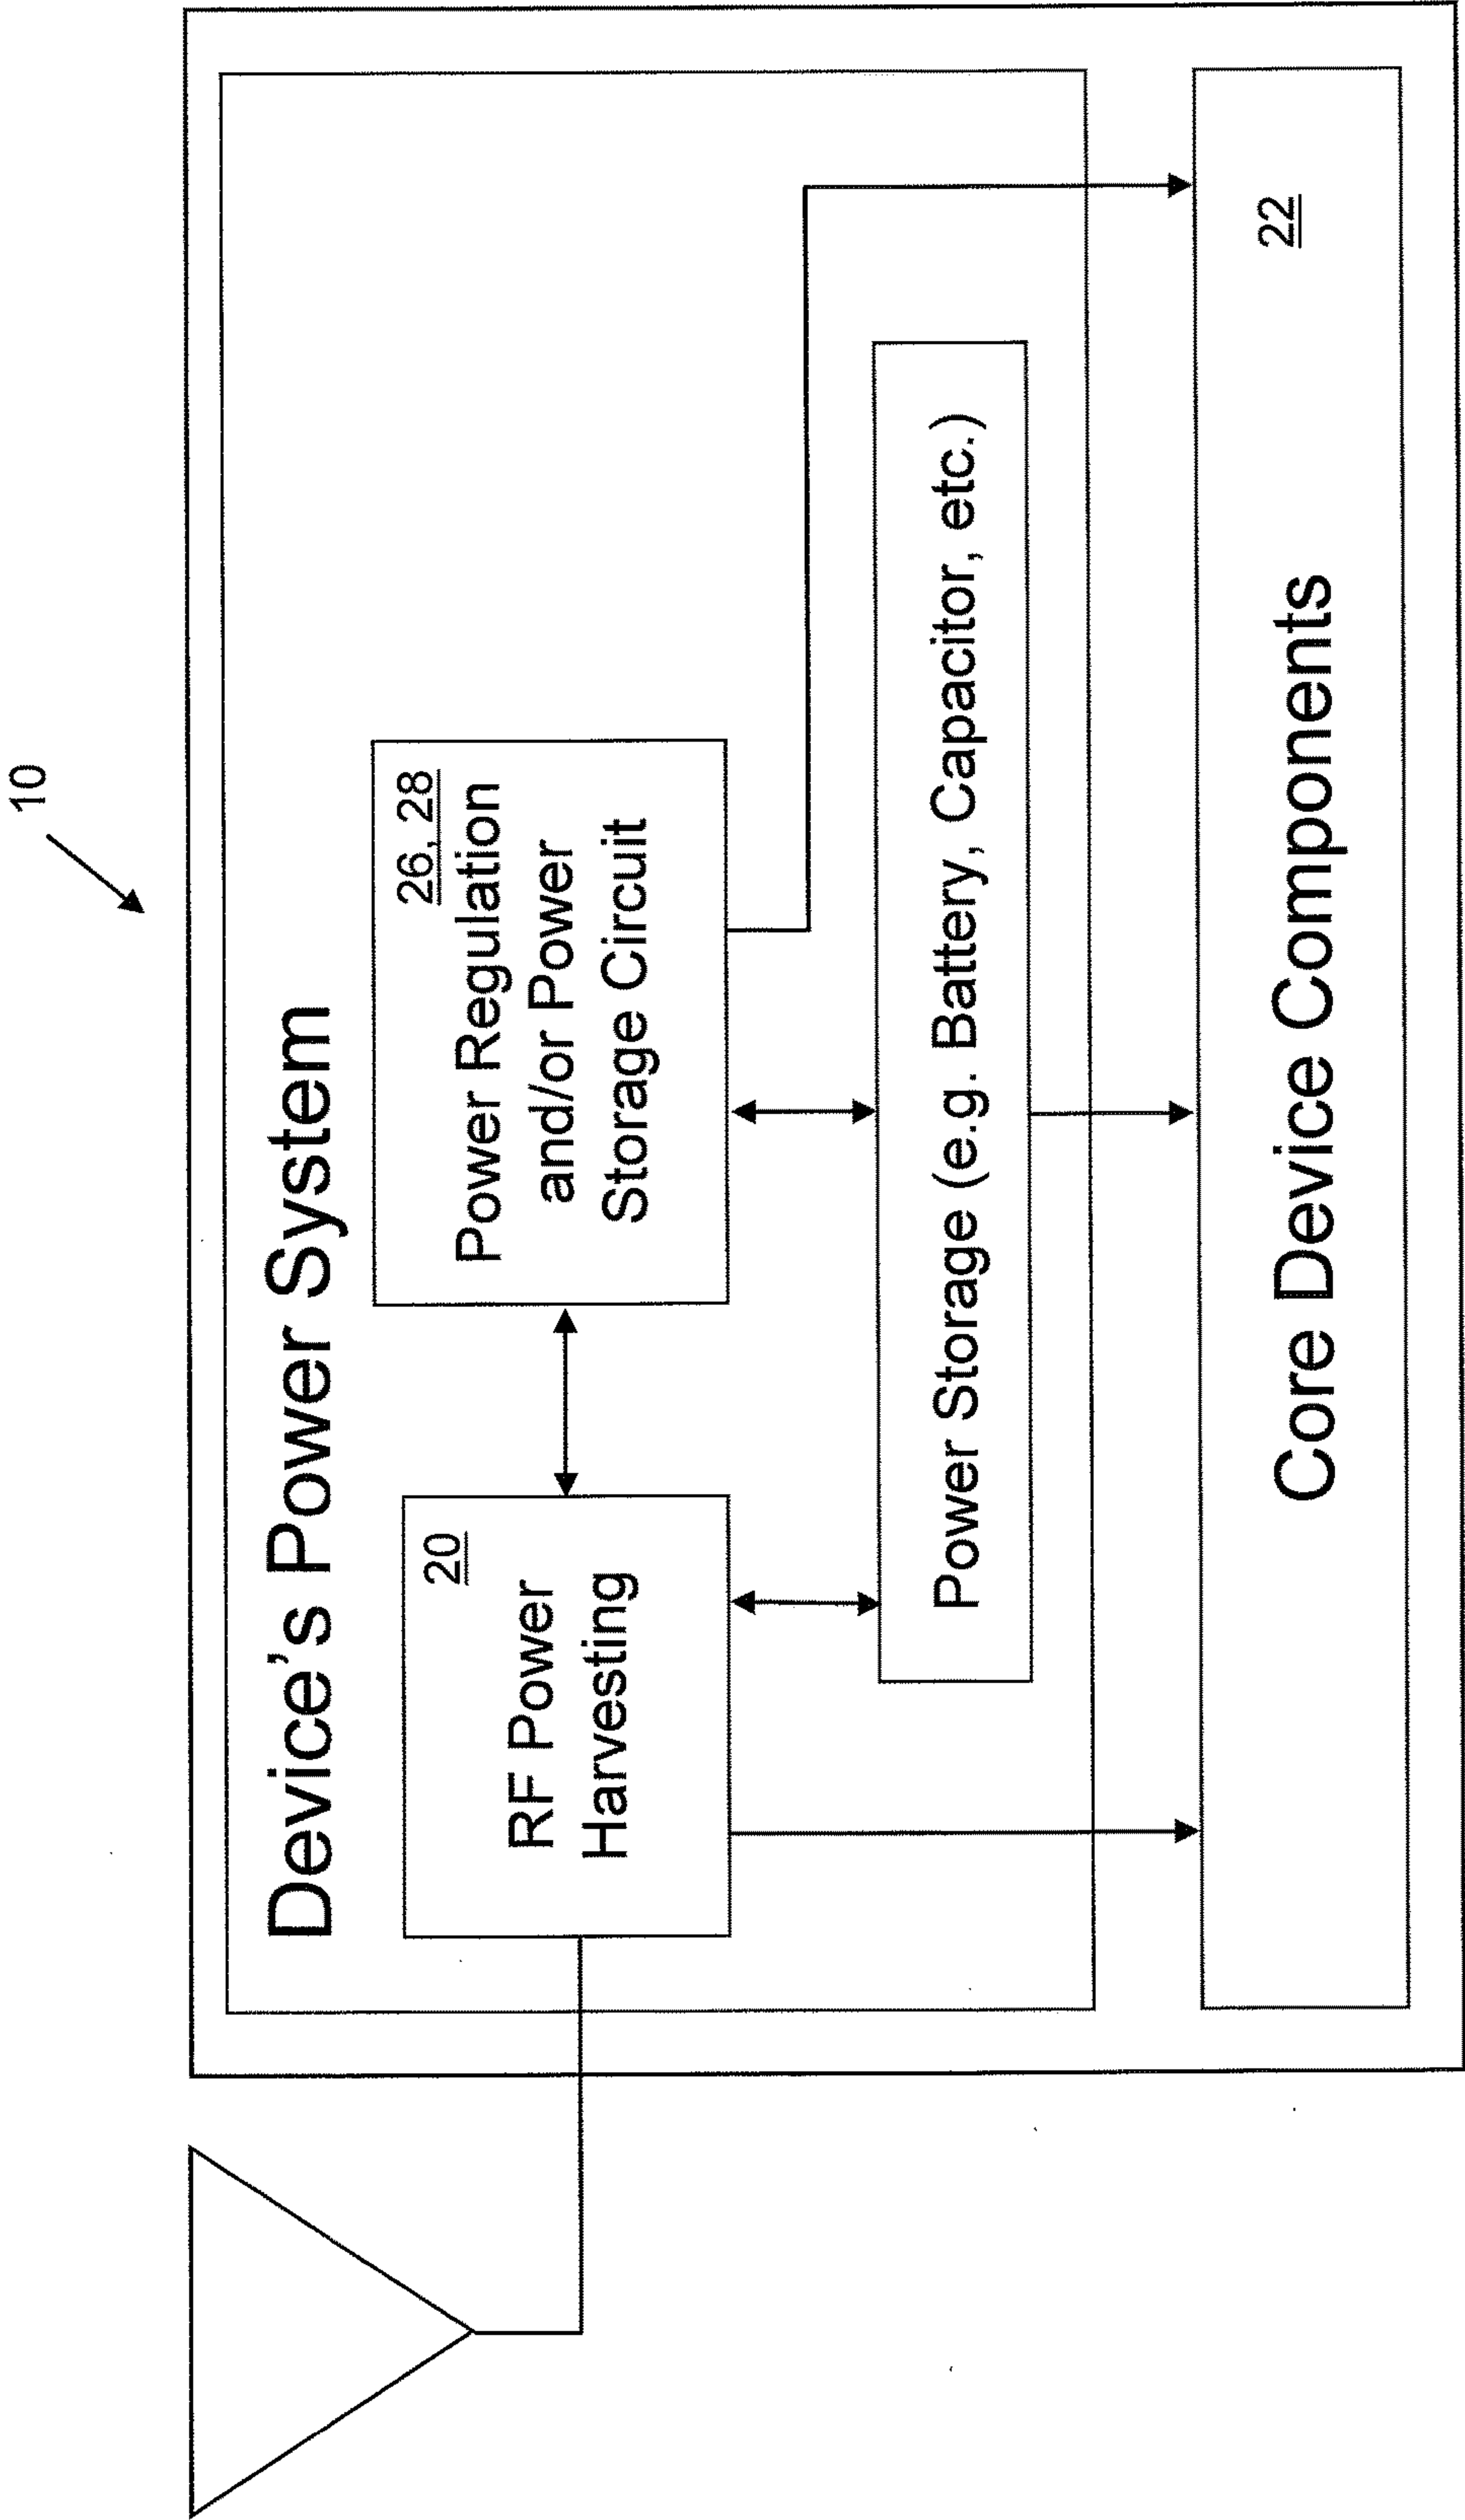 10
Device’s Power System
20
RF Power
Harvesting
26, 28
Power Regulation
and/or Power
Storage Circuit
Power Storage (e.g. Battery, Capacitor, etc.)
22
Core Device Components